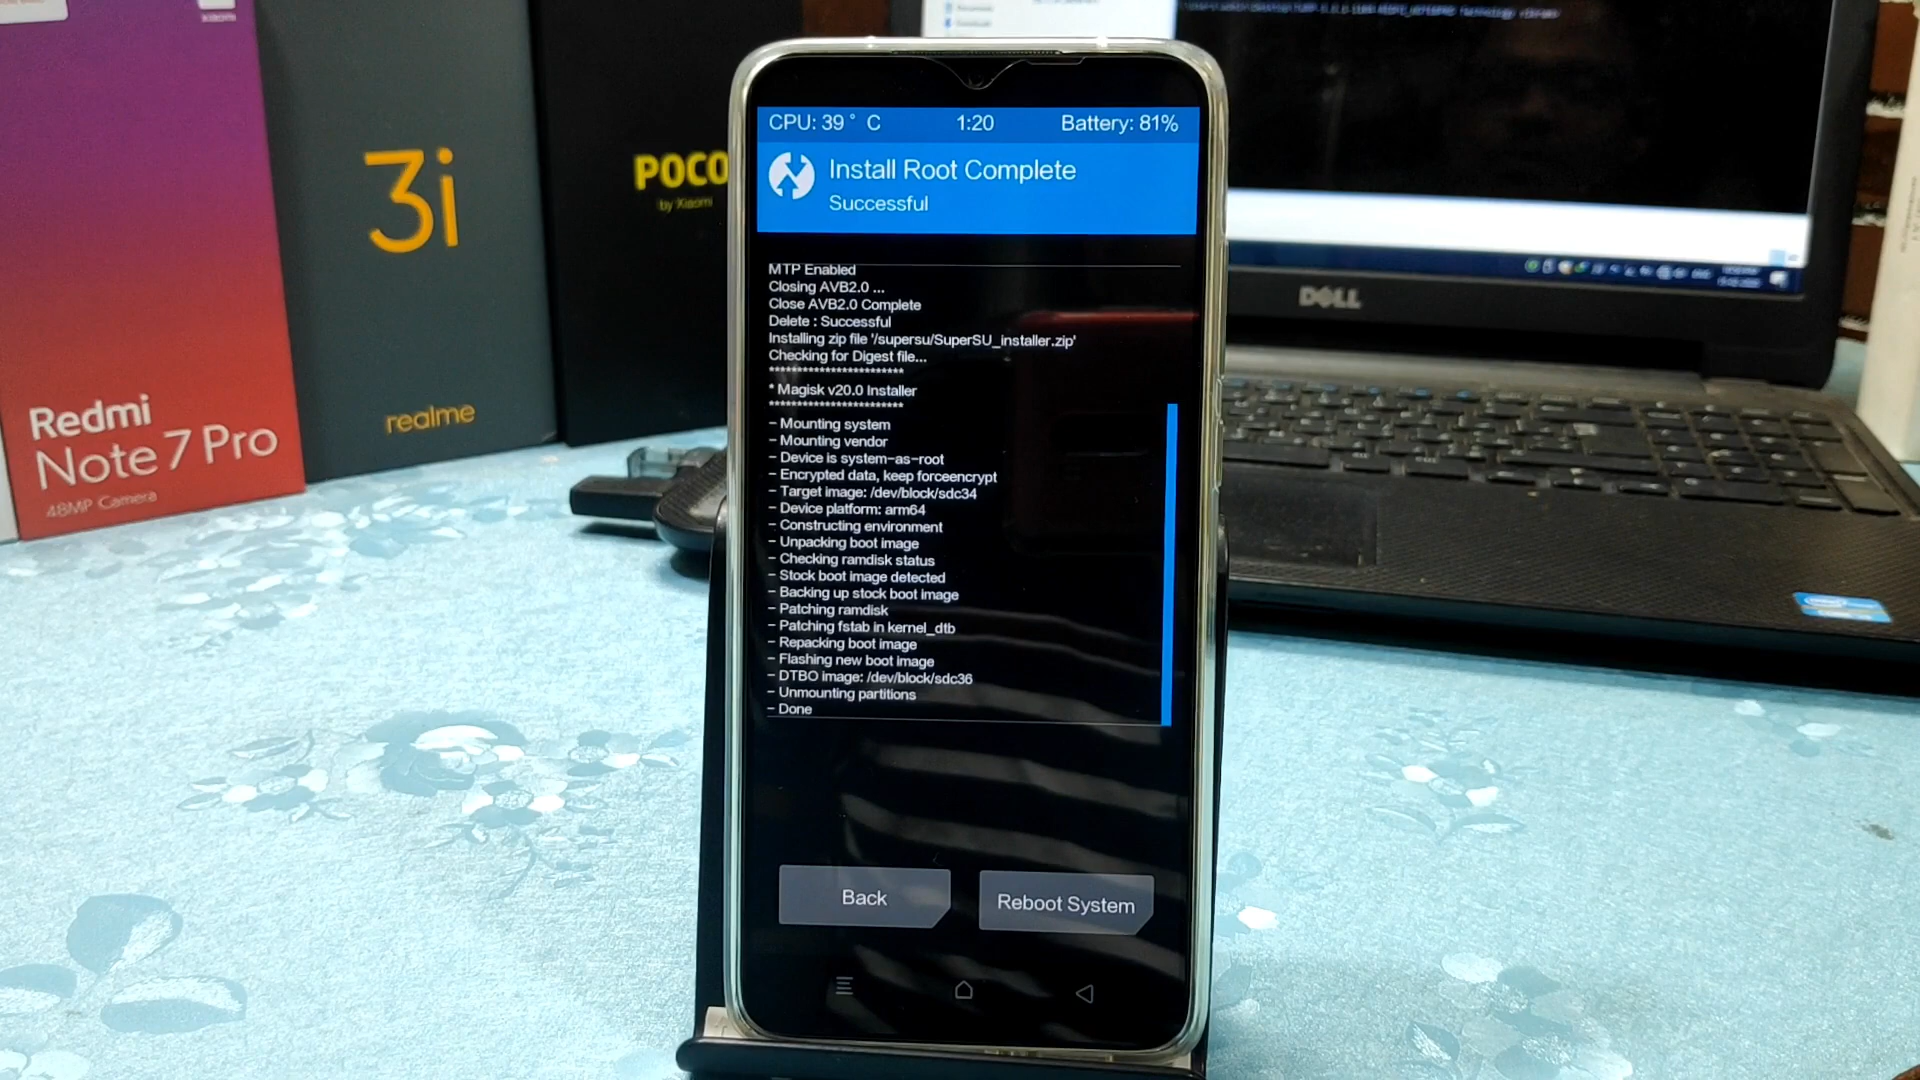 CPU: 39° C 1:20 Battery: 81%
Install Root Complete
Successful
MTP Enabled
Closing AVB2.0 ...
Close AVB2.0 Complete
Delete : Successful
Installing zip file '/supersu/SuperSU_installer.zip'
Checking for Digest file...
************************
* Magisk v20.0 Installer
************************
- Mounting system
- Mounting vendor
- Device is system-as-root
- Encrypted data, keep forceencrypt
- Target image: /dev/block/sdc34
- Device platform: arm64
- Constructing environment
- Unpacking boot image
- Checking ramdisk status
- Stock boot image detected
- Backing up stock boot image
- Patching ramdisk
- Patching fstab in kernel_dtb
- Repacking boot image
- Flashing new boot image
- DTBO image: /dev/block/sdc36
- Unmounting partitions
- Done
Back
Reboot System
Redmi
Note 7 Pro
48MP Camera
3i
realme
POCO
by Xiaomi
DELL